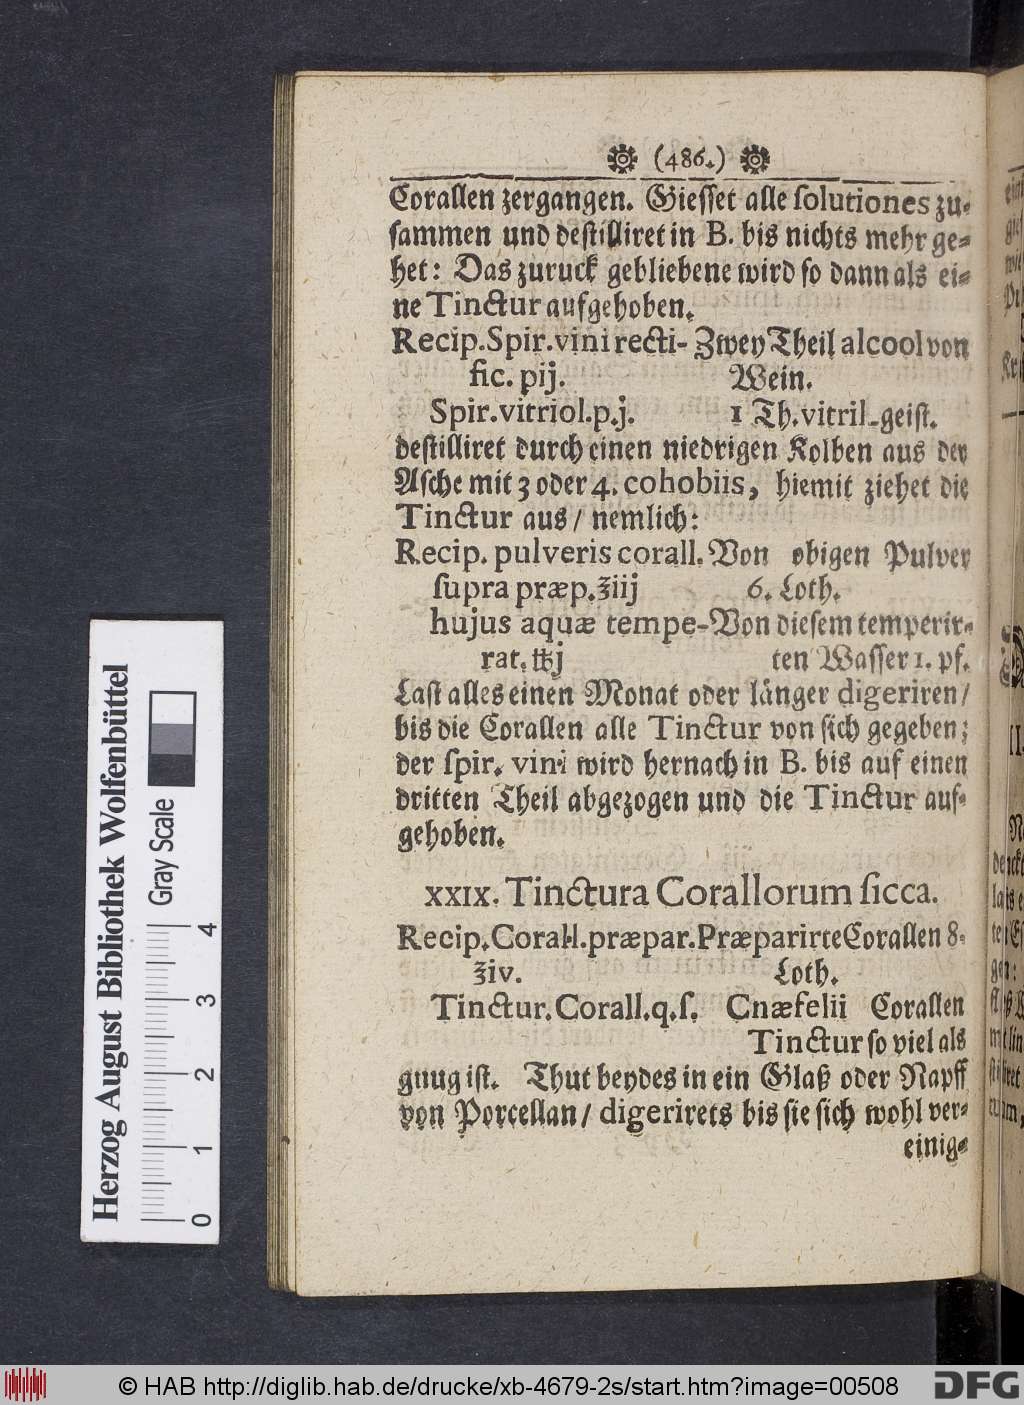 (486.)
Corallen zergangen. Giesset alle ſolutiones zu-
ſammen und deſtilliret in B. bis nichts mehr ge-
het: Das zuruck gebliebene wird ſo dann als ei-
ne Tinctur aufgehoben.
Recip. Spir. vini recti- Zwey Theil alcool von
fic. pij. Wein.
Spir. vitriol. p.j. 1 Th. vitril-geiſt.
deſtilliret durch einen niedrigen Kolben aus der
Aſche mit 3 oder 4. cohobiis, hiemit ziehet die
Tinctur aus / nemlich:
Recip. pulveris corall. Von obigen Pulver
ſupra præp. ℥iij 6. Loth.
hujus aquæ tempe- Von dieſem temperir-
rat. ℔j ten Waſſer 1. pf.
Laſt alles einen Monat oder länger digeriren /
bis die Corallen alle Tinctur von ſich gegeben;
der ſpir. vini wird hernach in B. bis auf einen
dritten Theil abgezogen und die Tinctur auf-
gehoben.
XXIX. Tinctura Corallorum ſicca.
Recip. Corall. præpar. Præparirte Corallen 8.
℥iv. Loth.
Tinctur. Corall. q. ſ. Cnæfelii Corallen
Tinctur ſo viel als
gnug iſt. Thut beydes in ein Glaß oder Napff
von Porcellan / digerirets bis ſie ſich wohl ver-
einig-
Herzog August Bibliothek Wolfenbüttel
Gray Scale
0 1 2 3 4
© HAB http://diglib.hab.de/drucke/xb-4679-2s/start.htm?image=00508
DFG